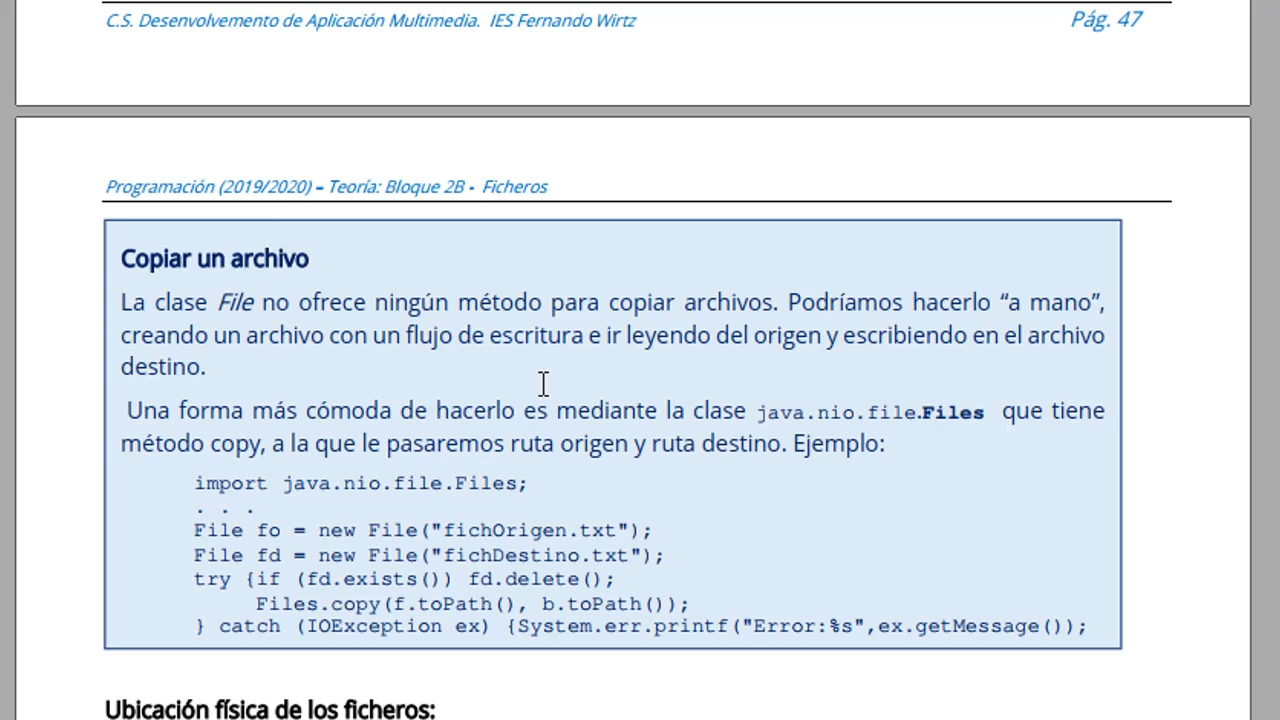 C.S. Desenvolvemento de Aplicación Multimedia. IES Fernando Wirtz Pág. 47
Programación (2019/2020) – Teoría: Bloque 2B - Ficheros
Copiar un archivo
La clase File no ofrece ningún método para copiar archivos. Podríamos hacerlo “a mano”,
creando un archivo con un flujo de escritura e ir leyendo del origen y escribiendo en el archivo
destino.
Una forma más cómoda de hacerlo es mediante la clase java.nio.file.Files que tiene
método copy, a la que le pasaremos ruta origen y ruta destino. Ejemplo:
import java.nio.file.Files;
. . .
File fo = new File("fichOrigen.txt");
File fd = new File("fichDestino.txt");
try {if (fd.exists()) fd.delete();
Files.copy(f.toPath(), b.toPath());
} catch (IOException ex) {System.err.printf("Error:%s",ex.getMessage());
Ubicación física de los ficheros: